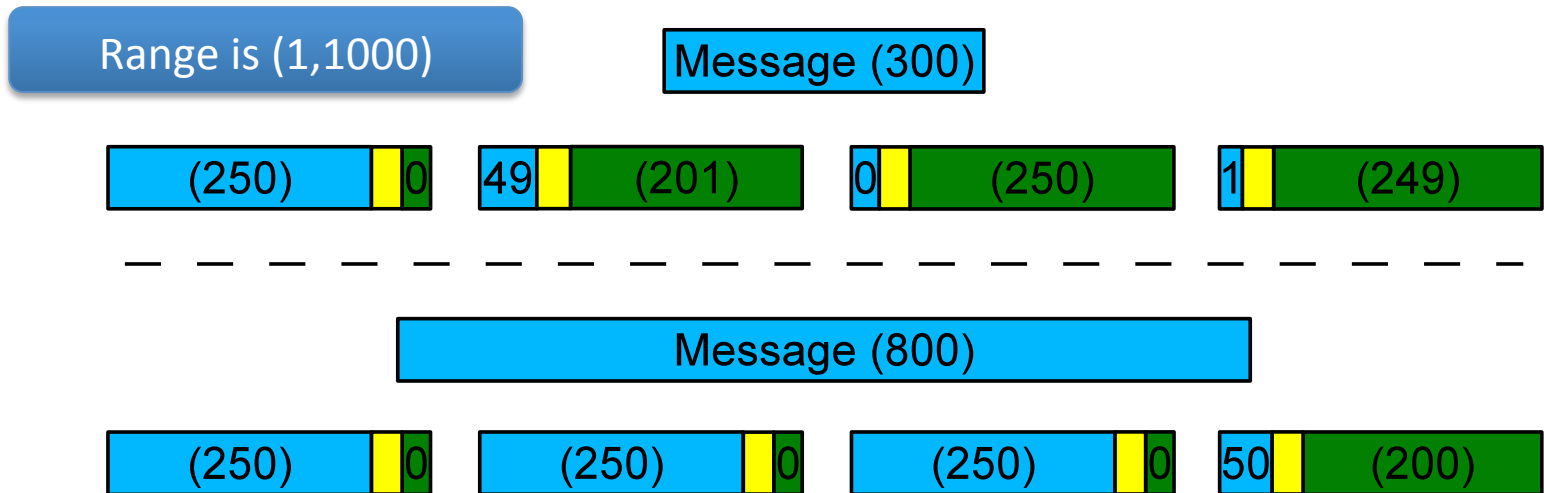 Range is (1,1000)
Message (300)
(250) 0 49 (201) 0 (250) 1 (249)
Message (800)
(250) 0 (250) 0 (250) 0 50 (200)